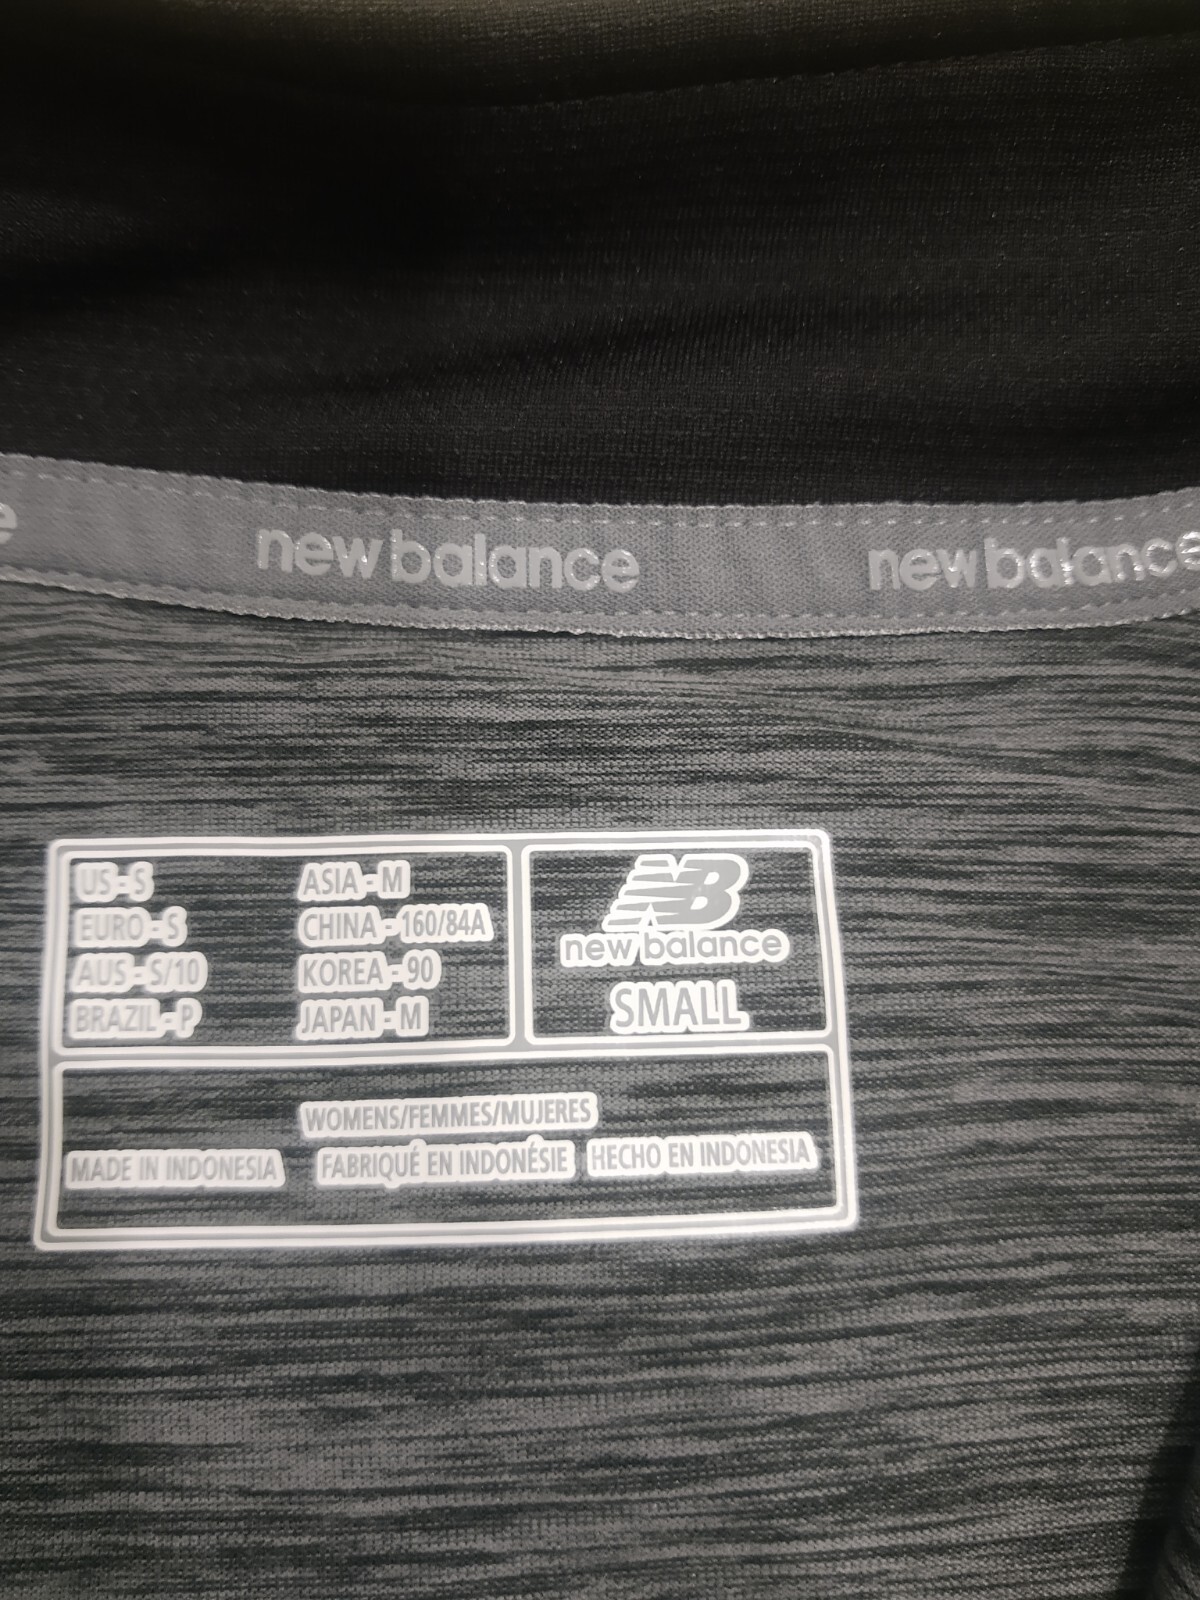 new balance
new balance
US - S
EURO - S
AUS - S/10
BRAZIL - P
ASIA - M
CHINA - 160/84A
KOREA - 90
JAPAN - M
NB
new balance
SMALL
WOMENS/FEMMES/MUJERES
MADE IN INDONESIA
FABRIQUÉ EN INDONÉSIE
HECHO EN INDONESIA